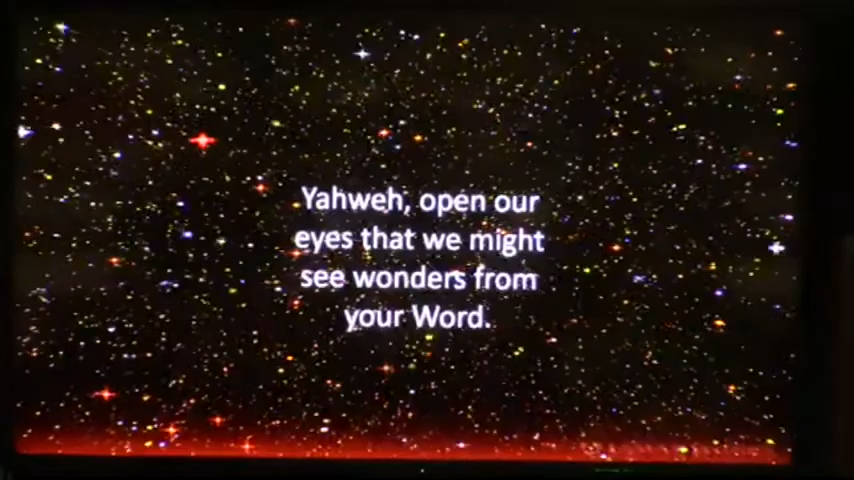 Yahweh, open our
eyes that we might
see wonders from
your Word.